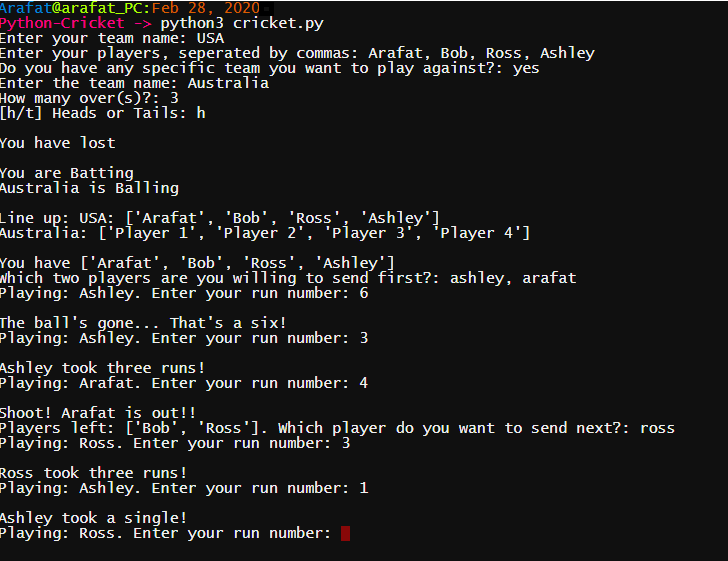 Arafat@arafat_PC:Feb 28, 2020
Python-Cricket -> python3 cricket.py
Enter your team name: USA
Enter your players, seperated by commas: Arafat, Bob, Ross, Ashley
Do you have any specific team you want to play against?: yes
Enter the team name: Australia
How many over(s)?: 3
[h/t] Heads or Tails: h
You have lost
You are Batting
Australia is Balling
Line up: USA: ['Arafat', 'Bob', 'Ross', 'Ashley']
Australia: ['Player 1', 'Player 2', 'Player 3', 'Player 4']
You have ['Arafat', 'Bob', 'Ross', 'Ashley']
Which two players are you willing to send first?: ashley, arafat
Playing: Ashley. Enter your run number: 6
The ball's gone... That's a six!
Playing: Ashley. Enter your run number: 3
Ashley took three runs!
Playing: Arafat. Enter your run number: 4
Shoot! Arafat is out!!
Players left: ['Bob', 'Ross']. Which player do you want to send next?: ross
Playing: Ross. Enter your run number: 3
Ross took three runs!
Playing: Ashley. Enter your run number: 1
Ashley took a single!
Playing: Ross. Enter your run number: